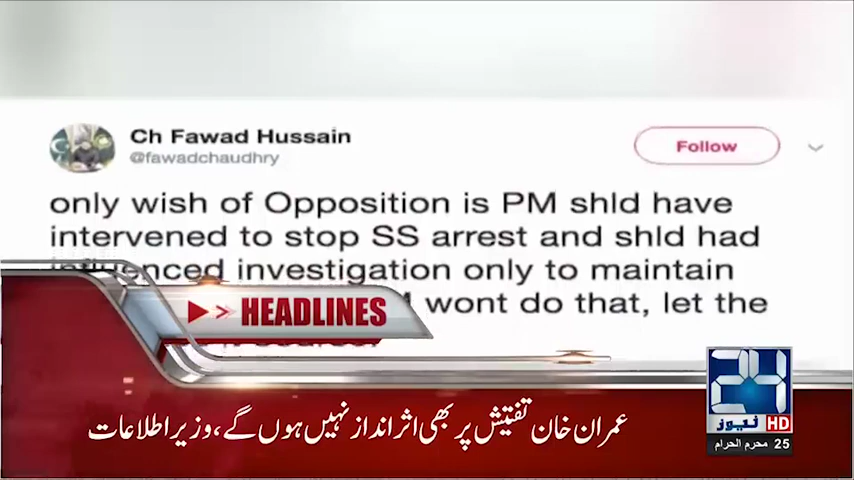 Ch Fawad Hussain
@fawadchaudhry
Follow
only wish of Opposition is PM shld have
intervened to stop SS arrest and shld had
influenced investigation only to maintain
wont do that, let the
HEADLINES
عمران خان تفتیش پر بھی اثر انداز نہیں ہوں گے، وزیر اطلاعات
24
نیوز HD
25 محرم الحرام